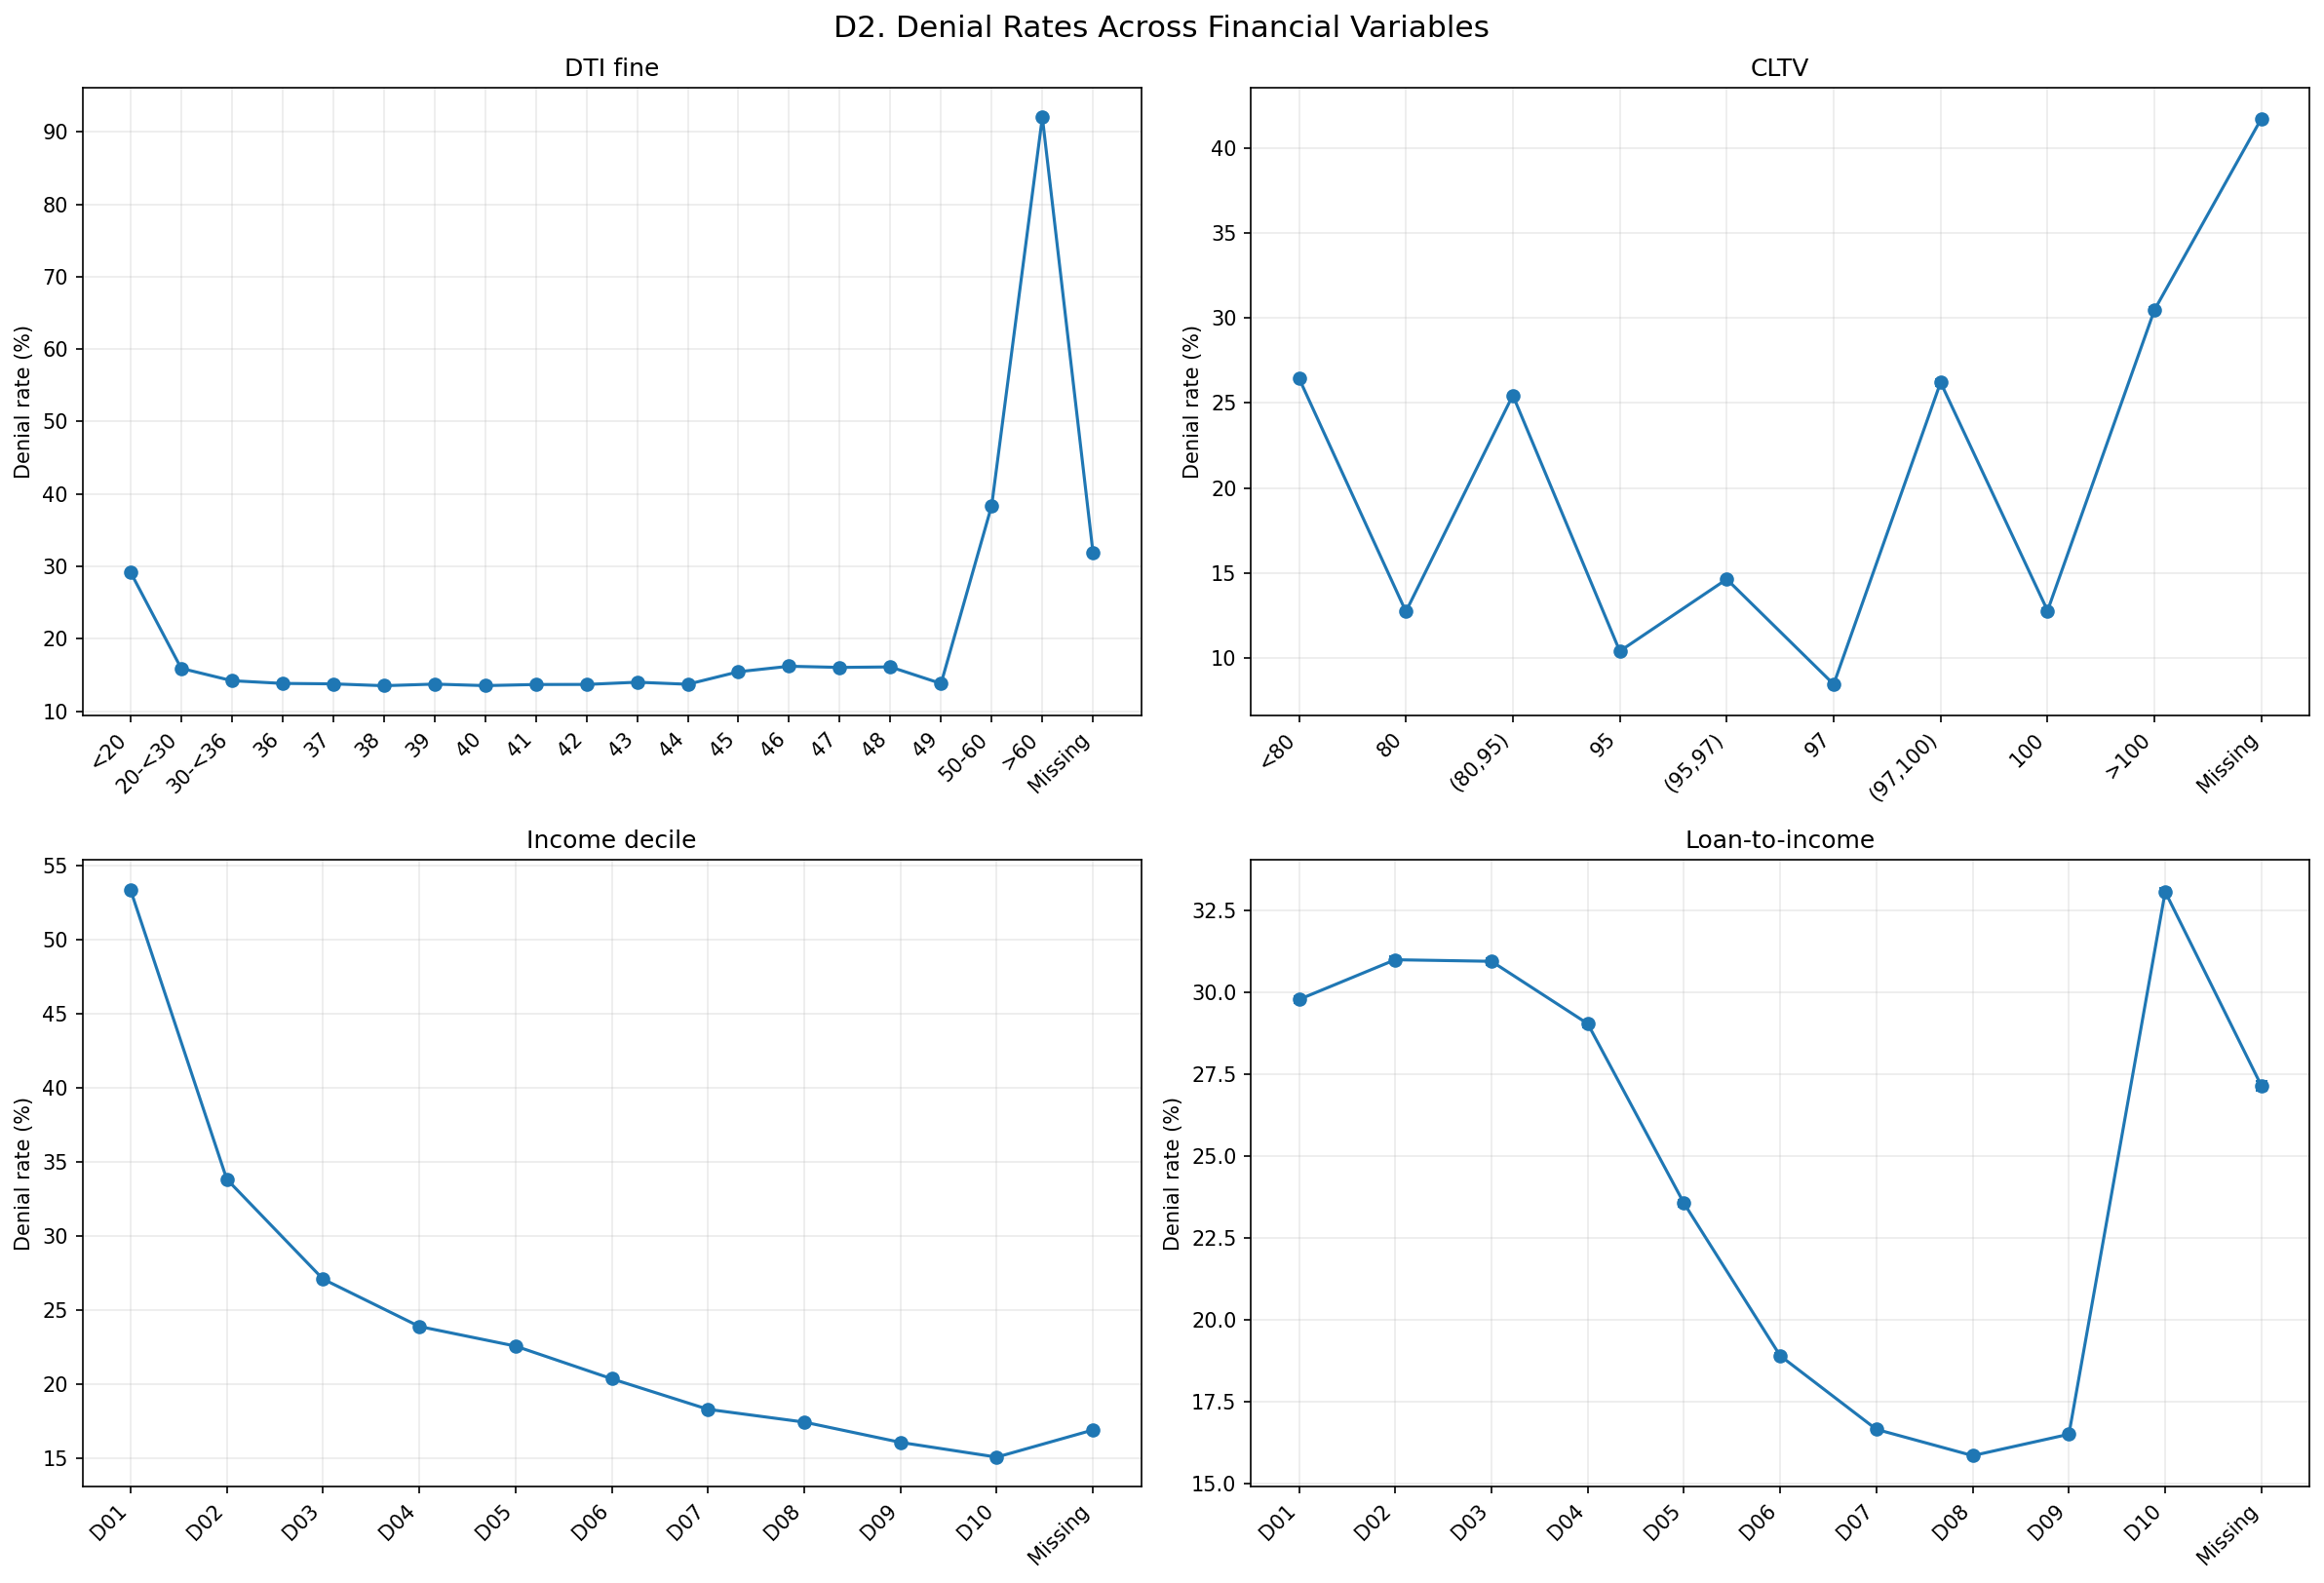 D2. Denial Rates Across Financial Variables
DTI fine
Denial rate (%)
90
80
70
60
50
40
30
20
10
<20
20-<30
30-<36
36
37
38
39
40
41
42
43
44
45
46
47
48
49
50-60
>60
Missing
CLTV
Denial rate (%)
40
35
30
25
20
15
10
<80
80
(80,95)
95
(95,97)
97
(97,100)
100
>100
Missing
Income decile
Denial rate (%)
55
50
45
40
35
30
25
20
15
D01
D02
D03
D04
D05
D06
D07
D08
D09
D10
Missing
Loan-to-income
Denial rate (%)
32.5
30.0
27.5
25.0
22.5
20.0
17.5
15.0
D01
D02
D03
D04
D05
D06
D07
D08
D09
D10
Missing